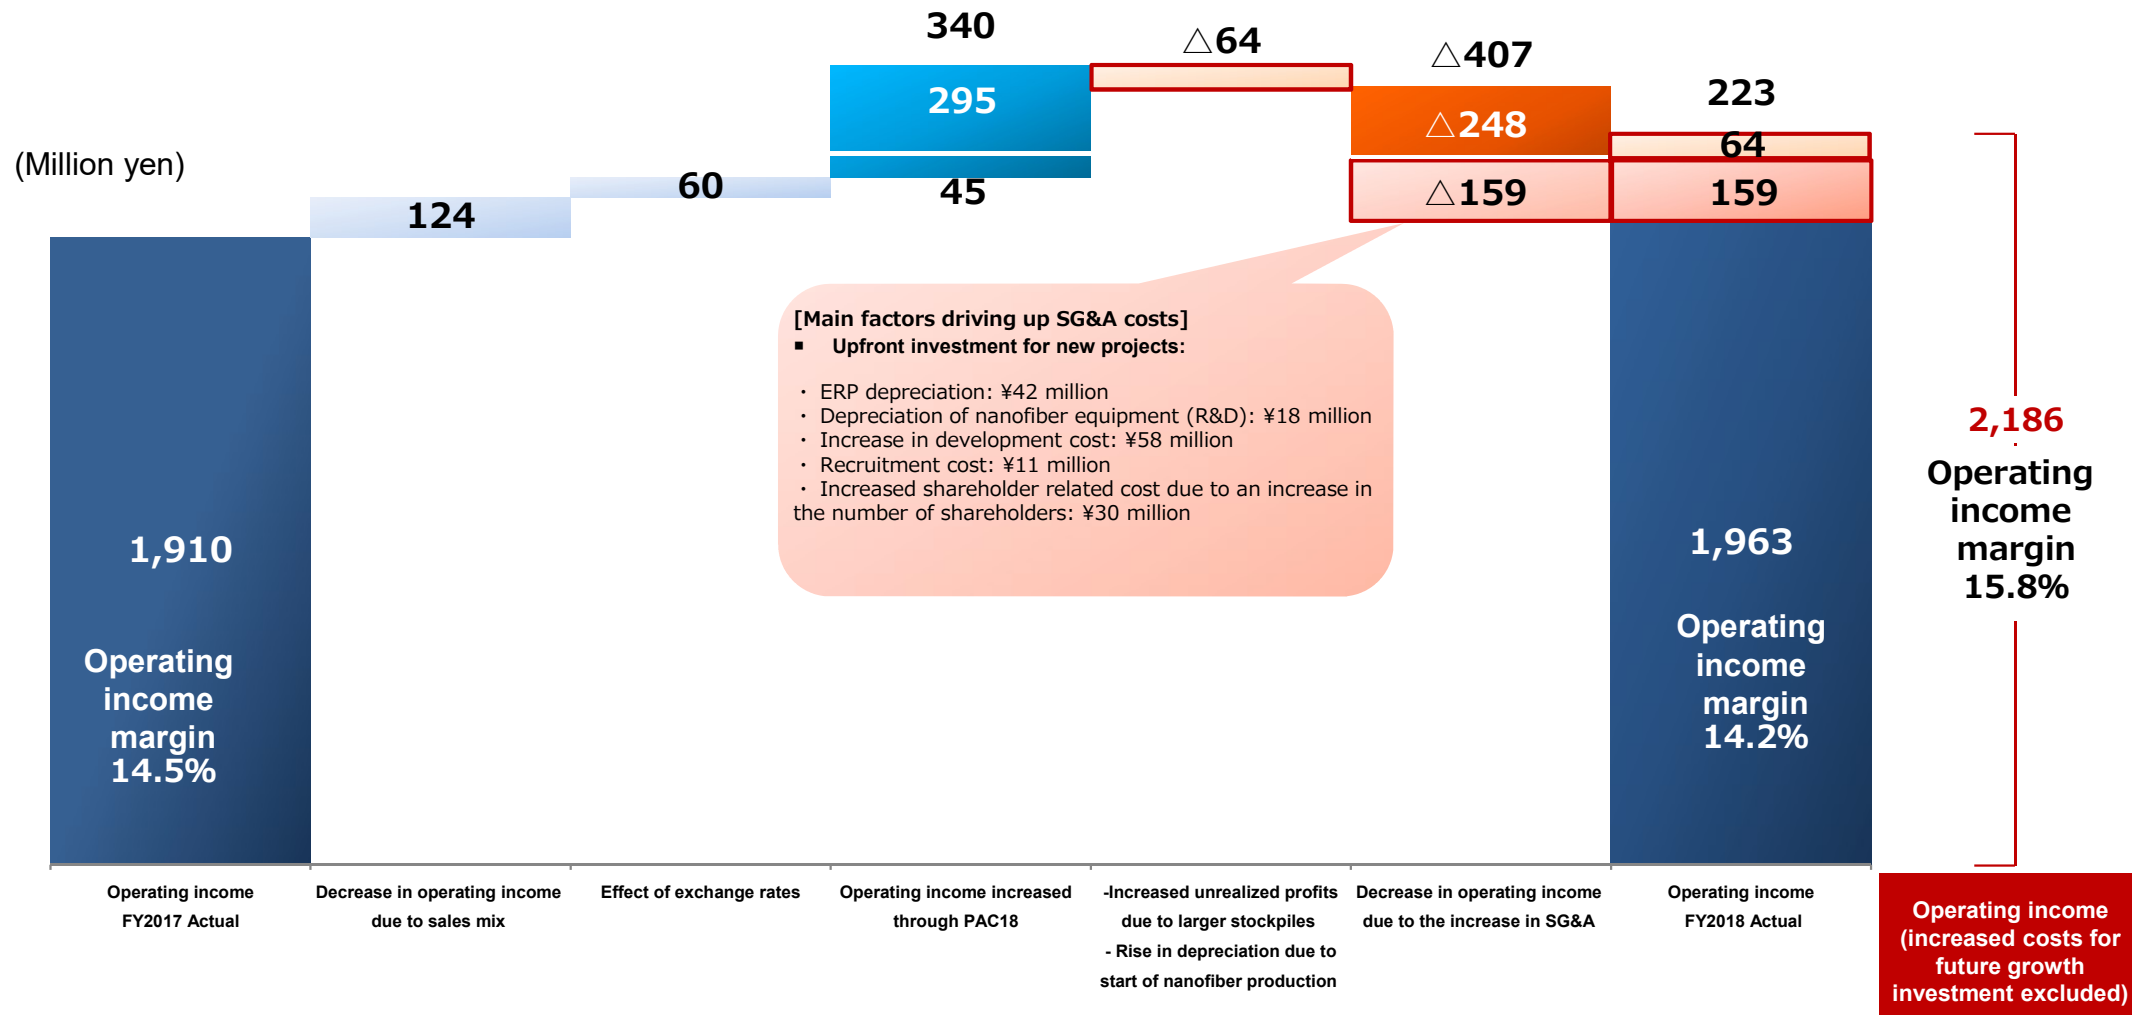 340
△64
△407
295
223
△248
64
(Million yen)
60
45
△159
159
124
[Main factors driving up SG&A costs]
▪ Upfront investment for new projects:
・ERP depreciation: ¥42 million
・Depreciation of nanofiber equipment (R&D): ¥18 million
・Increase in development cost: ¥58 million
・Recruitment cost: ¥11 million
・Increased shareholder related cost due to an increase in
the number of shareholders: ¥30 million
1,910
Operating
income
margin
14.5%
1,963
Operating
income
margin
14.2%
2,186
Operating
income
margin
15.8%
Operating income
FY2017 Actual
Decrease in operating income
due to sales mix
Effect of exchange rates
Operating income increased
through PAC18
-Increased unrealized profits
due to larger stockpiles
- Rise in depreciation due to
start of nanofiber production
Decrease in operating income
due to the increase in SG&A
Operating income
FY2018 Actual
Operating income
(increased costs for
future growth
investment excluded)